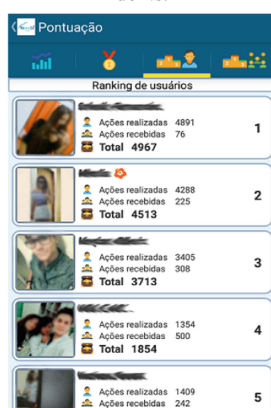 Pontuação
Ranking de usuários
Ações realizadas 4891
Ações recebidas 76
Total 4967
1
Ações realizadas 4288
Ações recebidas 225
Total 4513
2
Ações realizadas 3405
Ações recebidas 308
Total 3713
3
Ações realizadas 1354
Ações recebidas 500
Total 1854
4
Ações realizadas 1409
Ações recebidas 242
5